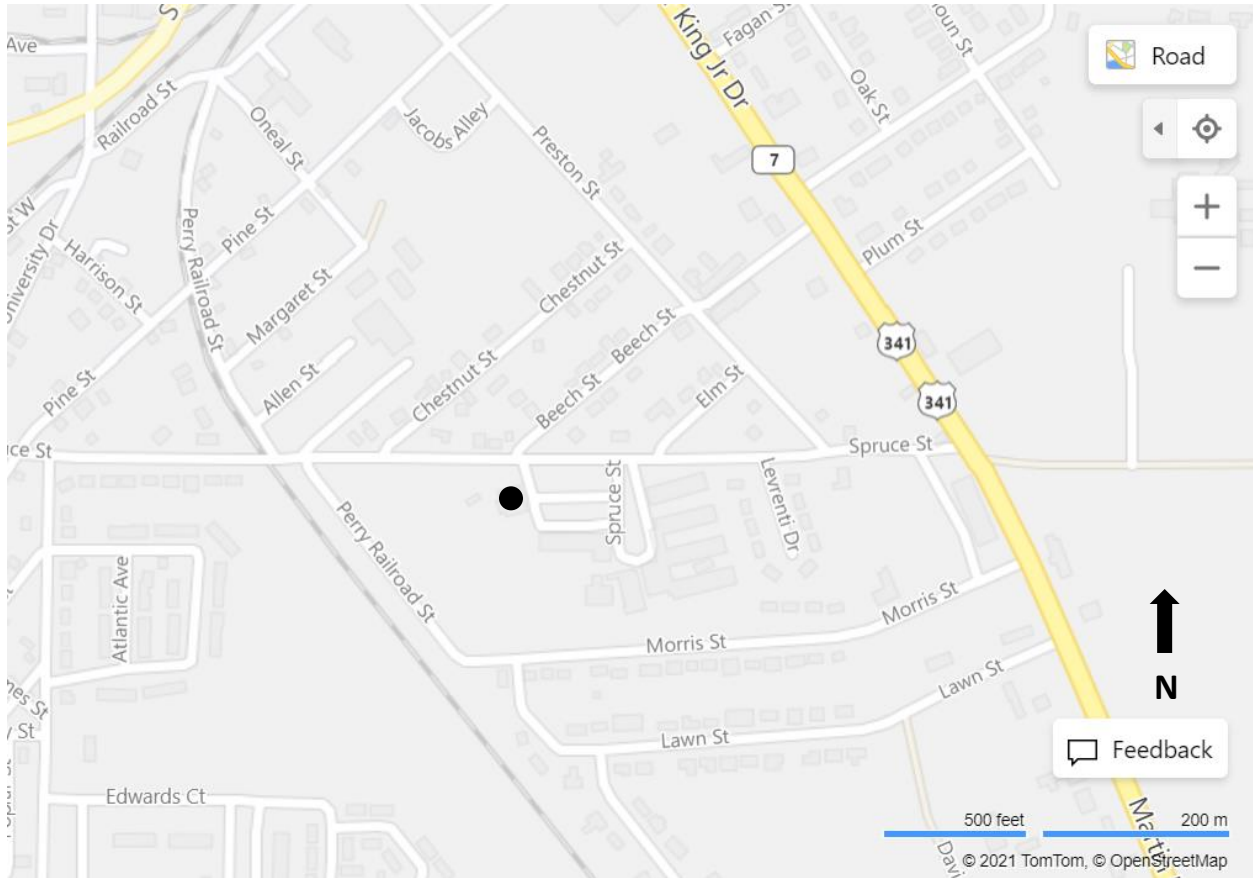 Ave
S
King Jr Dr
Fagan St
Road
Railroad St
Oneal St
Jacobs Alley
Oak St
Preston St
7
Perry Railroad St
Pine St
Harrison St
University Dr
St W
Plum St
Chestnut St
Margaret St
341
Beech St
341
Allen St
Chestnut St
Beech St
Elm St
Pine St
Spruce St
uce St
Spruce St
Levrenti Dr
Perry Railroad St
Atlantic Ave
Morris St
Morris St
N
Lawn St
Lawn St
St
Feedback
Edwards Ct
Martin
500 feet
200 m
Davi
© 2021 TomTom, © OpenStreetMap